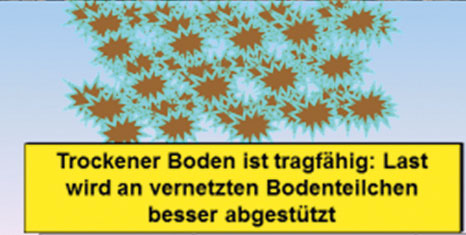 Trockener Boden ist tragfähig: Last
wird an vernetzten Bodenteilchen
besser abgestützt